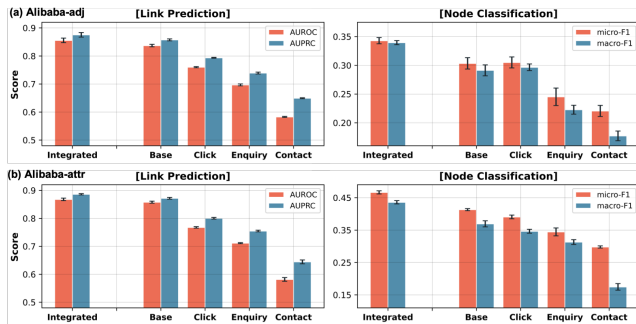 (a) Alibaba-adj
[Link Prediction]
[Node Classification]
Score
0.9
0.8
0.7
0.6
0.5
AUROC
AUPRC
Integrated
Base
Click
Enquiry
Contact
0.35
0.30
0.25
0.20
micro-F1
macro-F1
Integrated
Base
Click
Enquiry
Contact
(b) Alibaba-attr
[Link Prediction]
[Node Classification]
Score
0.9
0.8
0.7
0.6
0.5
AUROC
AUPRC
Integrated
Base
Click
Enquiry
Contact
0.45
0.35
0.25
0.15
micro-F1
macro-F1
Integrated
Base
Click
Enquiry
Contact